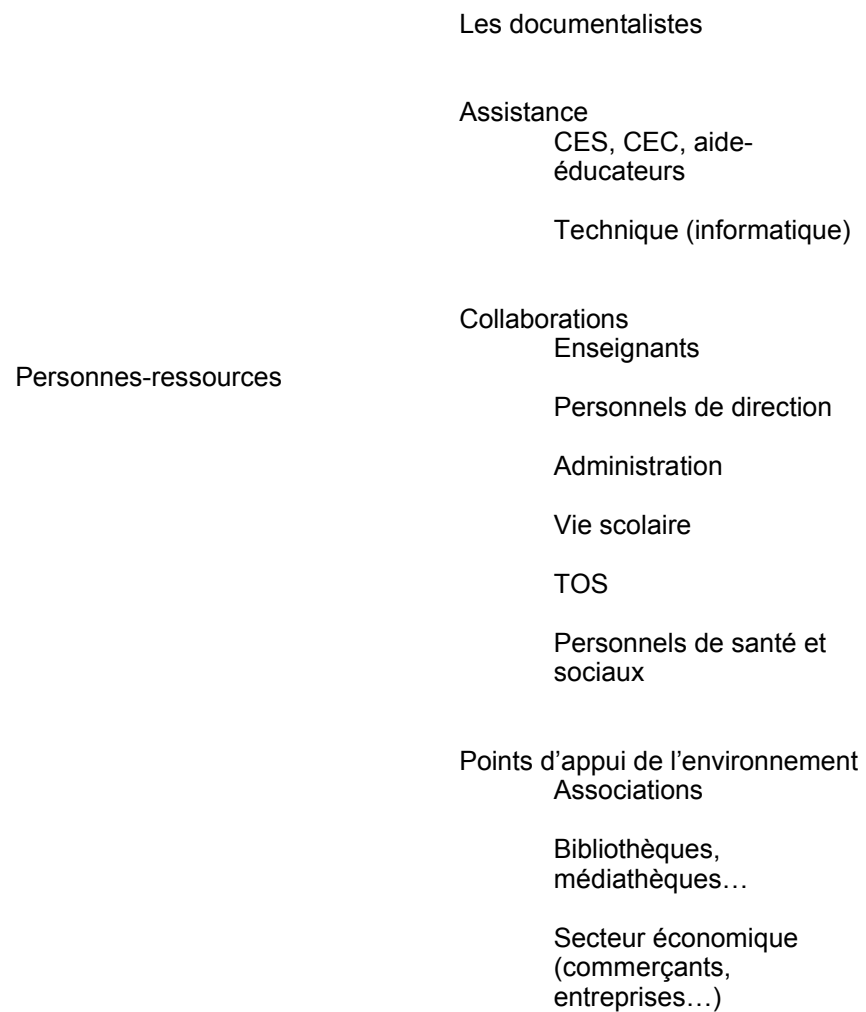 Les documentalistes
Assistance
CES, CEC, aide-
éducateurs
Technique (informatique)
Collaborations
Enseignants
Personnes-ressources
Personnels de direction
Administration
Vie scolaire
TOS
Personnels de santé et
sociaux
Points d’appui de l’environnement
Associations
Bibliothèques,
médiathèques…
Secteur économique
(commerçants,
entreprises…)